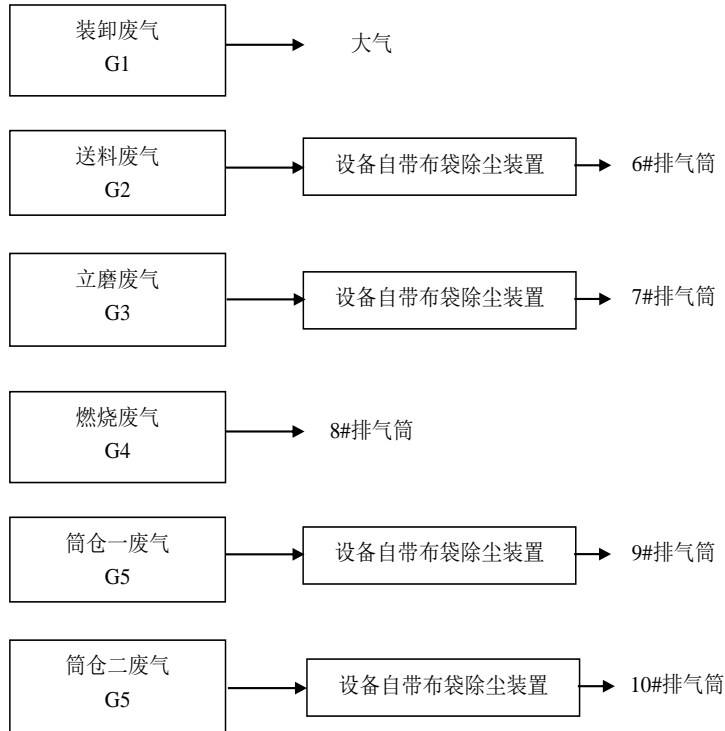 装卸废气
G1
大气
送料废气
G2
设备自带布袋除尘装置
6#排气筒
立磨废气
G3
设备自带布袋除尘装置
7#排气筒
燃烧废气
G4
8#排气筒
筒仓一废气
G5
设备自带布袋除尘装置
9#排气筒
筒仓二废气
G5
设备自带布袋除尘装置
10#排气筒